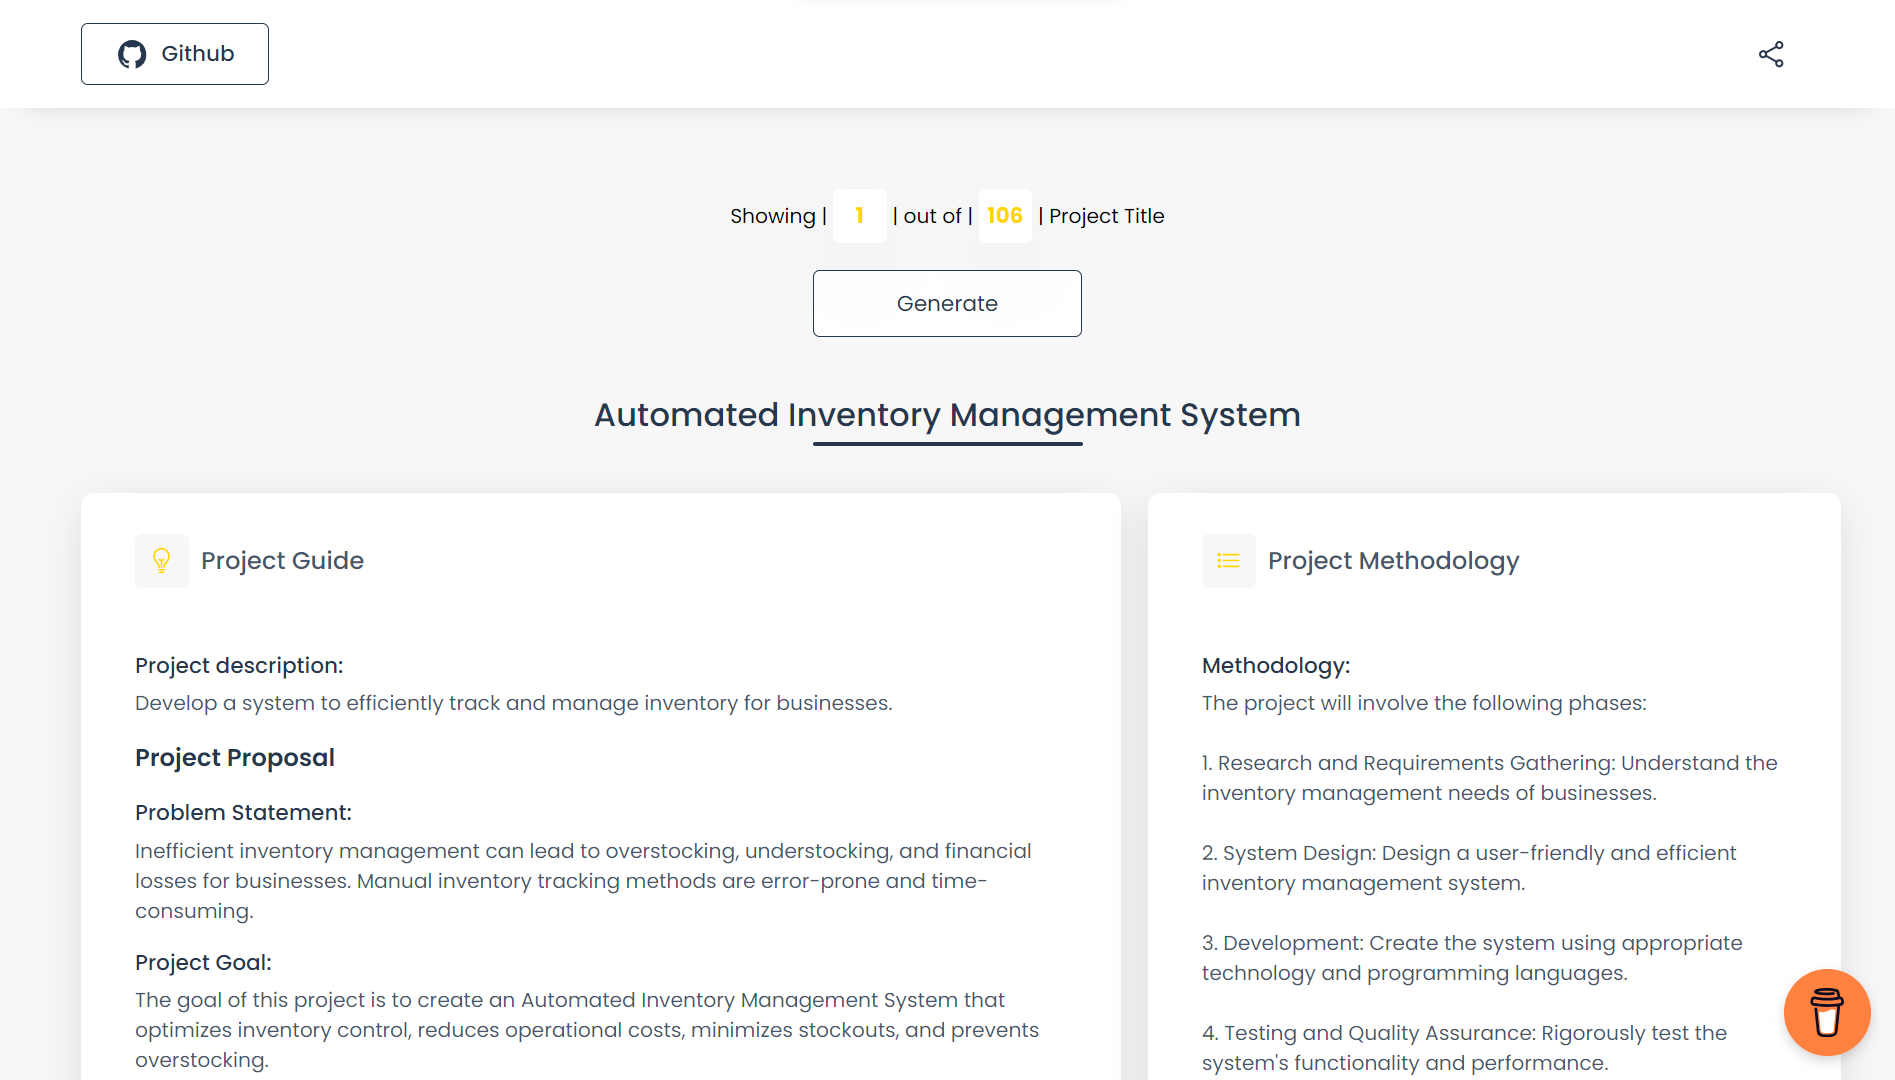 Github
Showing | 1 | out of | 106 | Project Title
Generate
Automated Inventory Management System
Project Guide
Project description:
Develop a system to efficiently track and manage inventory for businesses.
Project Proposal
Problem Statement:
Inefficient inventory management can lead to overstocking, understocking, and financial
losses for businesses. Manual inventory tracking methods are error-prone and time-
consuming.
Project Goal:
The goal of this project is to create an Automated Inventory Management System that
optimizes inventory control, reduces operational costs, minimizes stockouts, and prevents
overstocking.
Project Methodology
Methodology:
The project will involve the following phases:
1. Research and Requirements Gathering: Understand the
inventory management needs of businesses.
2. System Design: Design a user-friendly and efficient
inventory management system.
3. Development: Create the system using appropriate
technology and programming languages.
4. Testing and Quality Assurance: Rigorously test the
system's functionality and performance.